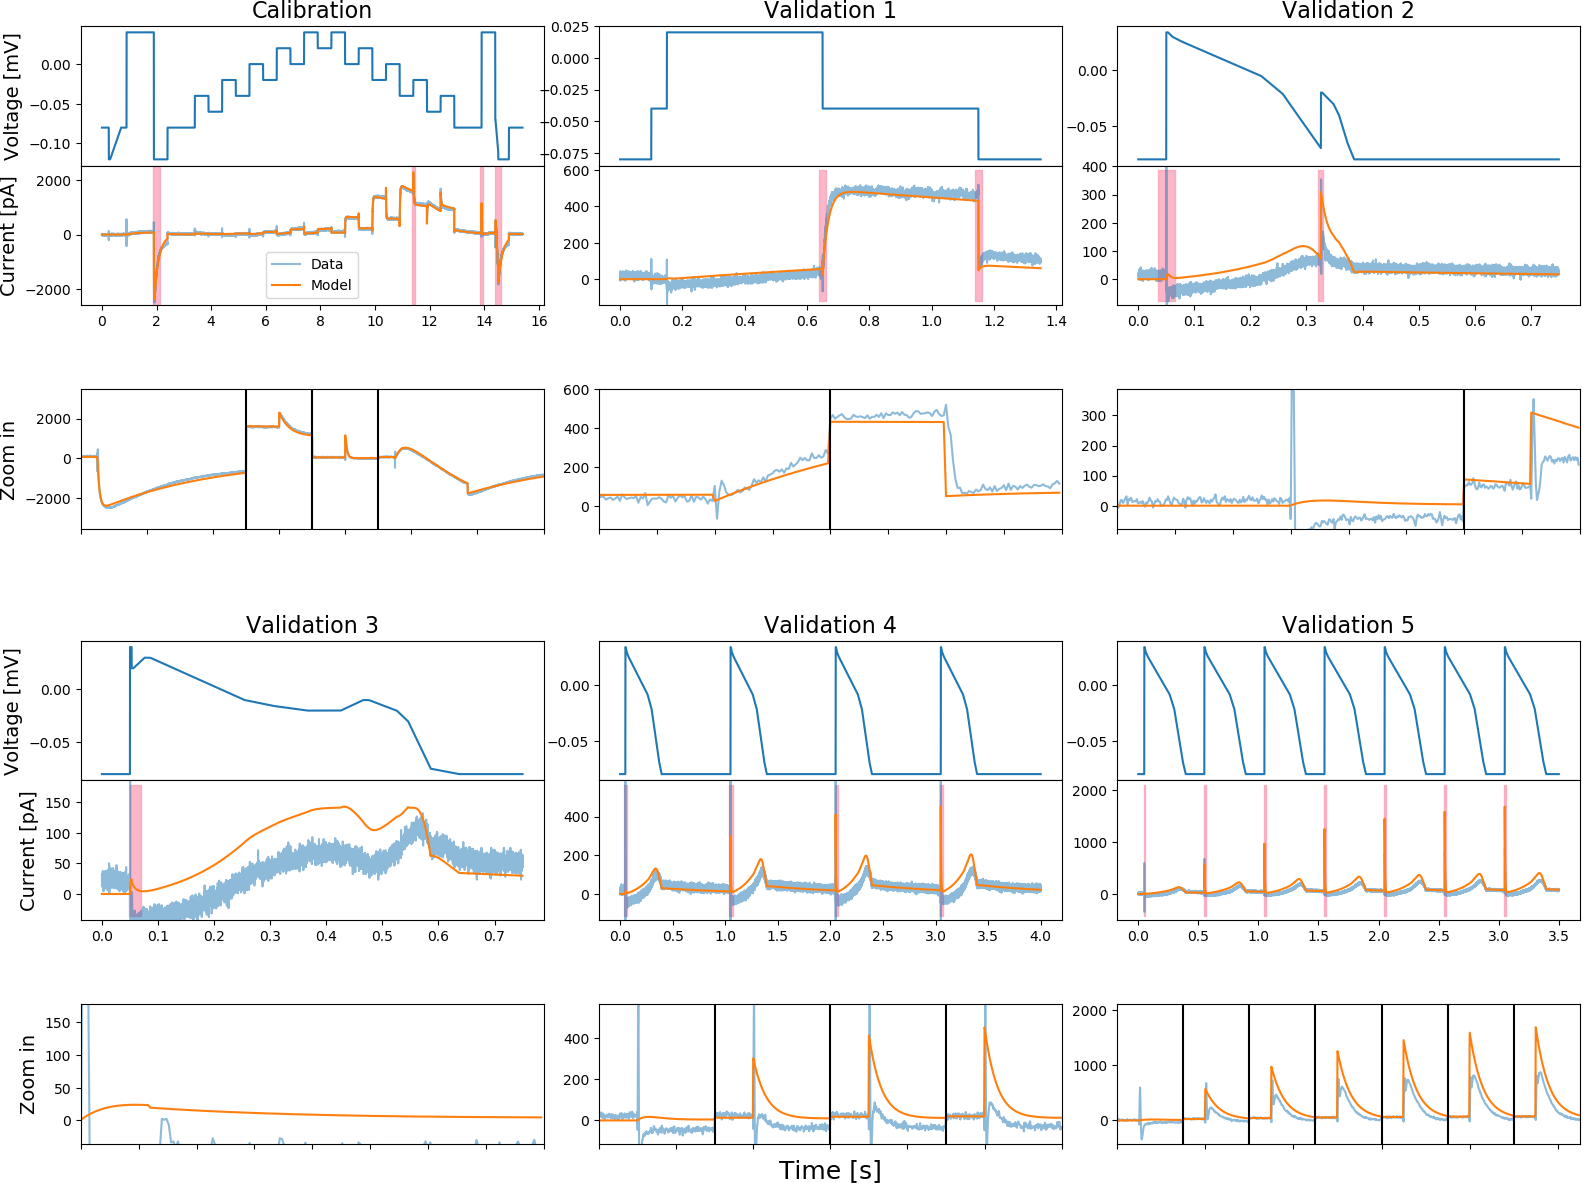 Calibration
Validation 1
Validation 2
Voltage [mV]
0.00
−0.05
−0.10
0.025
0.000
−0.025
−0.050
−0.075
0.00
−0.05
Current [pA]
2000
0
−2000
Data
Model
600
400
200
0
400
300
200
100
0
0 2 4 6 8 10 12 14 16
0.0 0.2 0.4 0.6 0.8 1.0 1.2 1.4
0.0 0.1 0.2 0.3 0.4 0.5 0.6 0.7
Zoom in
2000
0
−2000
600
400
200
0
300
200
100
0
Validation 3
Validation 4
Validation 5
Voltage [mV]
0.00
−0.05
0.00
−0.05
0.00
−0.05
Current [pA]
150
100
50
0
400
200
0
2000
1000
0
0.0 0.1 0.2 0.3 0.4 0.5 0.6 0.7
0.0 0.5 1.0 1.5 2.0 2.5 3.0 3.5 4.0
0.0 0.5 1.0 1.5 2.0 2.5 3.0 3.5
Zoom in
150
100
50
0
400
200
0
2000
1000
0
Time [s]